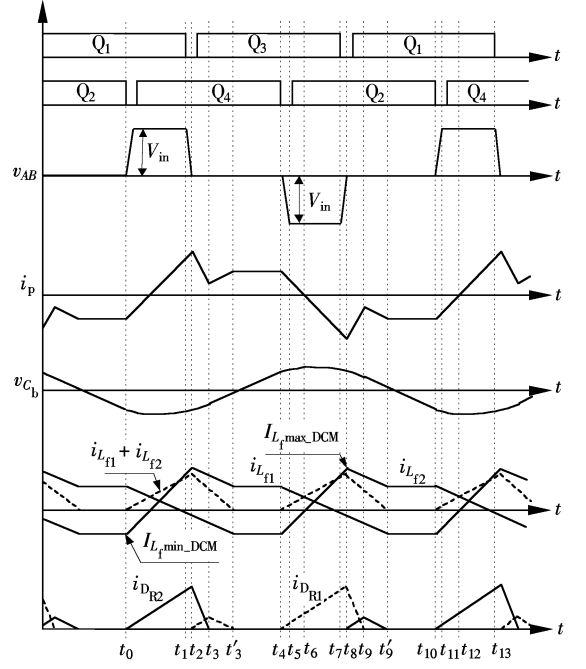 Q1 Q3 Q1 t
Q2 Q4 Q2 Q4 t
vAB Vin Vin t
iP t
vCb t
iLf1 + iLf2 ILfmax_DCM iLf1 iLf2 t
ILfmin_DCM
iDR2 iDR1 t
t0 t1 t2 t3 t'3 t4 t5 t6 t7 t8 t9 t'9 t10 t11 t12 t13